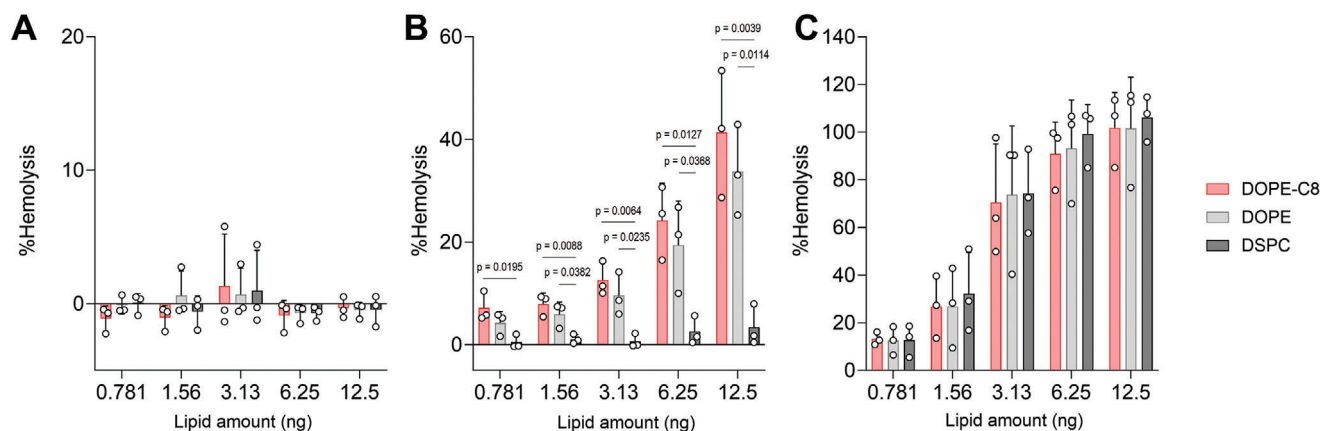 A
20
10
0
%Hemolysis
0.781 1.56 3.13 6.25 12.5
Lipid amount (ng)
B
60
40
20
0
%Hemolysis
p = 0.0195
p = 0.0088
p = 0.0382
p = 0.0064
p = 0.0235
p = 0.0127
p = 0.0368
p = 0.0039
p = 0.0114
0.781 1.56 3.13 6.25 12.5
Lipid amount (ng)
C
140
120
100
80
60
40
20
0
%Hemolysis
0.781 1.56 3.13 6.25 12.5
Lipid amount (ng)
DOPE-C8
DOPE
DSPC